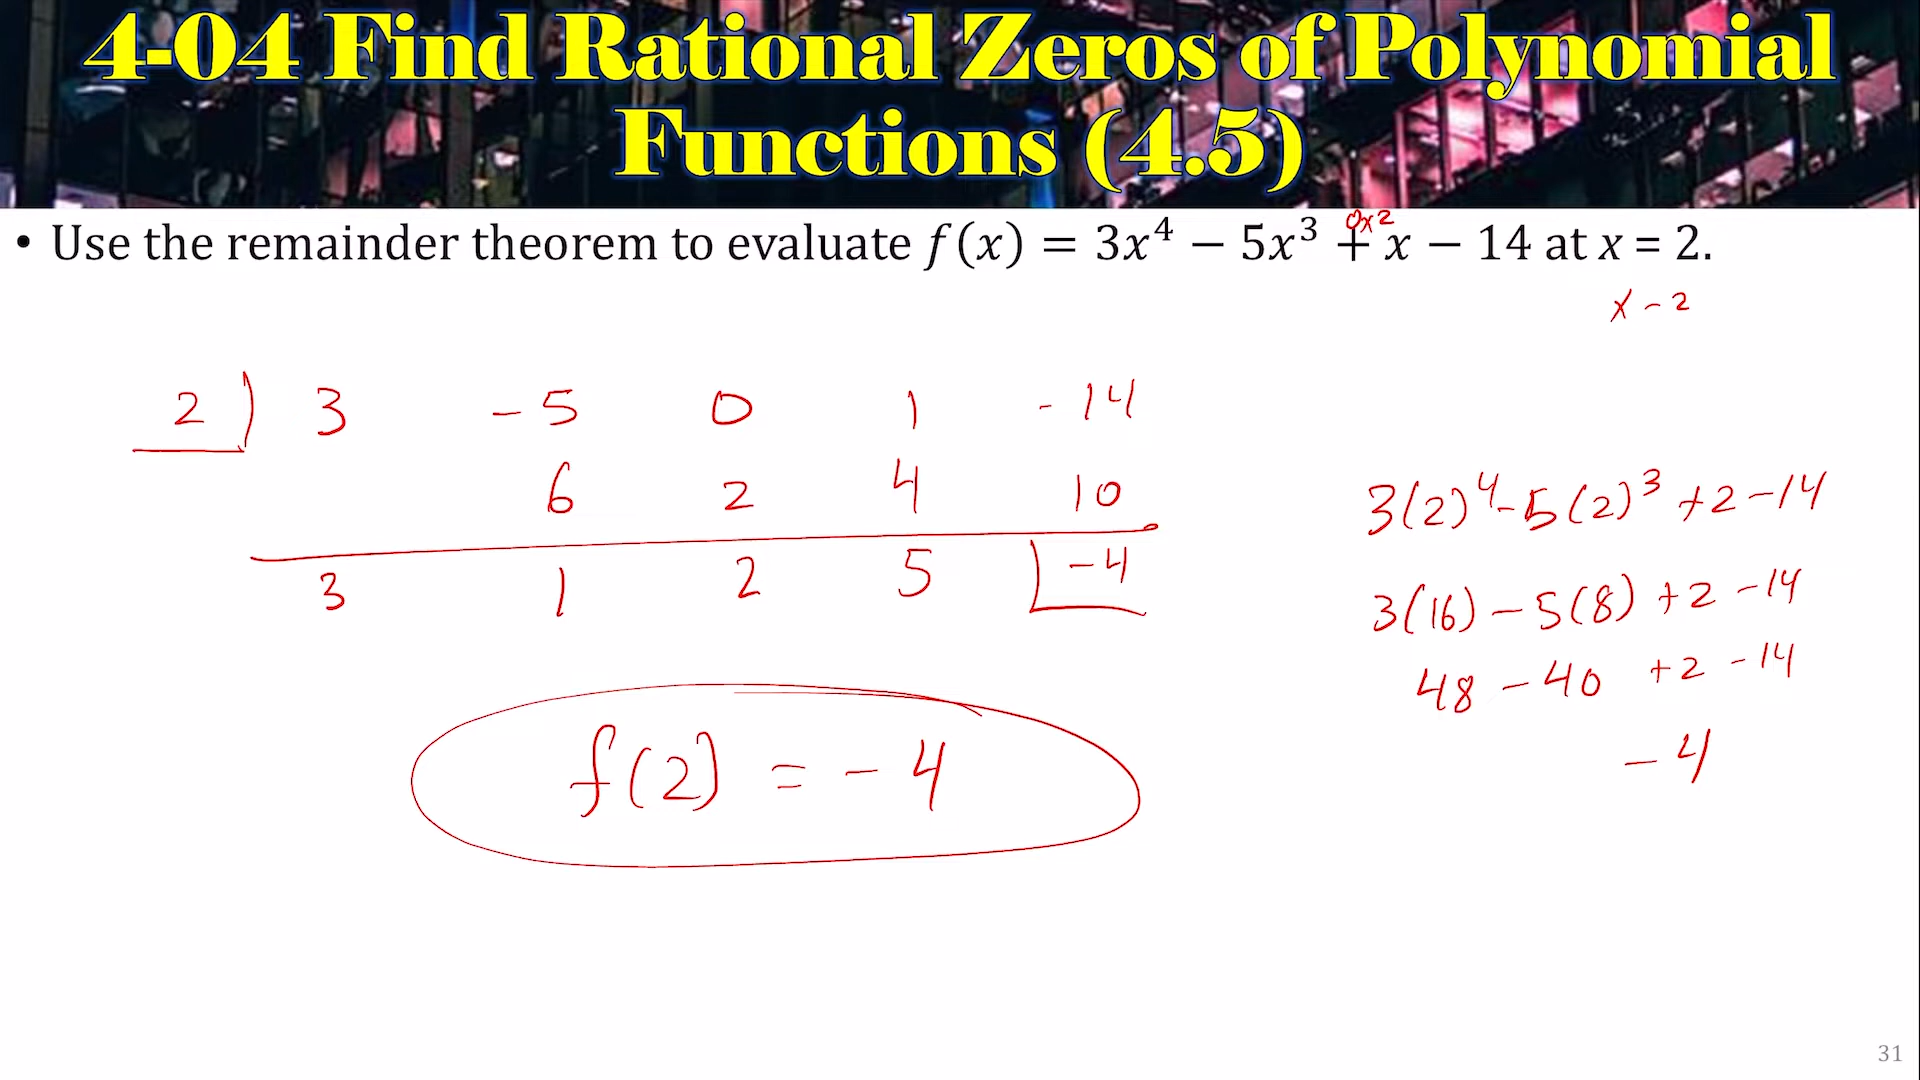 4-04 Find Rational Zeros of Polynomial
Functions (4.5)
• Use the remainder theorem to evaluate f(x) = 3x⁴ − 5x³ + x − 14 at x = 2.
0x²
x - 2
2) 3 -5 0 1 -14
6 2 4 10
3 1 2 5 -4
f(2) = -4
3(2)⁴-5(2)³ +2-14
3(16) - 5(8) +2 -14
48 - 40 +2 -14
-4
31